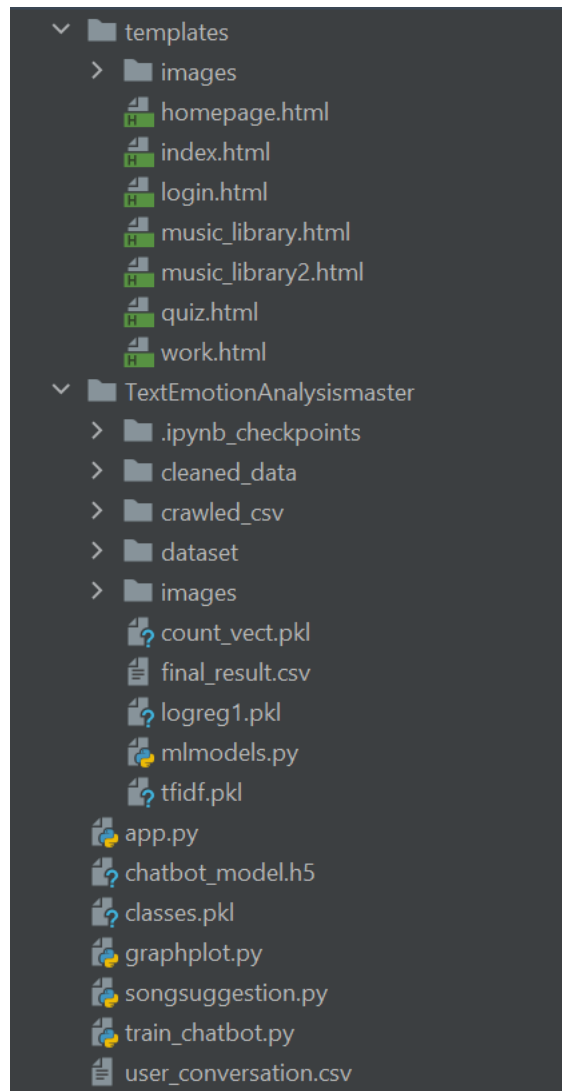 templates
images
homepage.html
index.html
login.html
music_library.html
music_library2.html
quiz.html
work.html
TextEmotionAnalysismaster
.ipynb_checkpoints
cleaned_data
crawled_csv
dataset
images
count_vect.pkl
final_result.csv
logreg1.pkl
mlmodels.py
tfidf.pkl
app.py
chatbot_model.h5
classes.pkl
graphplot.py
songsuggestion.py
train_chatbot.py
user_conversation.csv